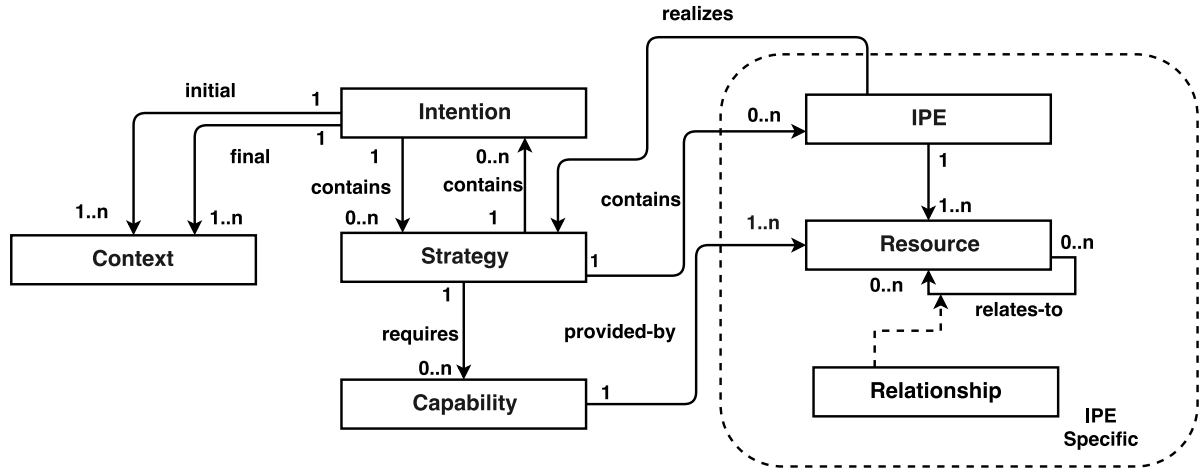 realizes
initial
1
Intention
1
final
0..n
IPE
1
0..n
1
contains
contains
contains
1..n
1..n
0..n
1
1..n
1..n
Context
Strategy
1
Resource
0..n
1
0..n
relates-to
requires
provided-by
0..n
Capability
1
Relationship
IPE
Specific